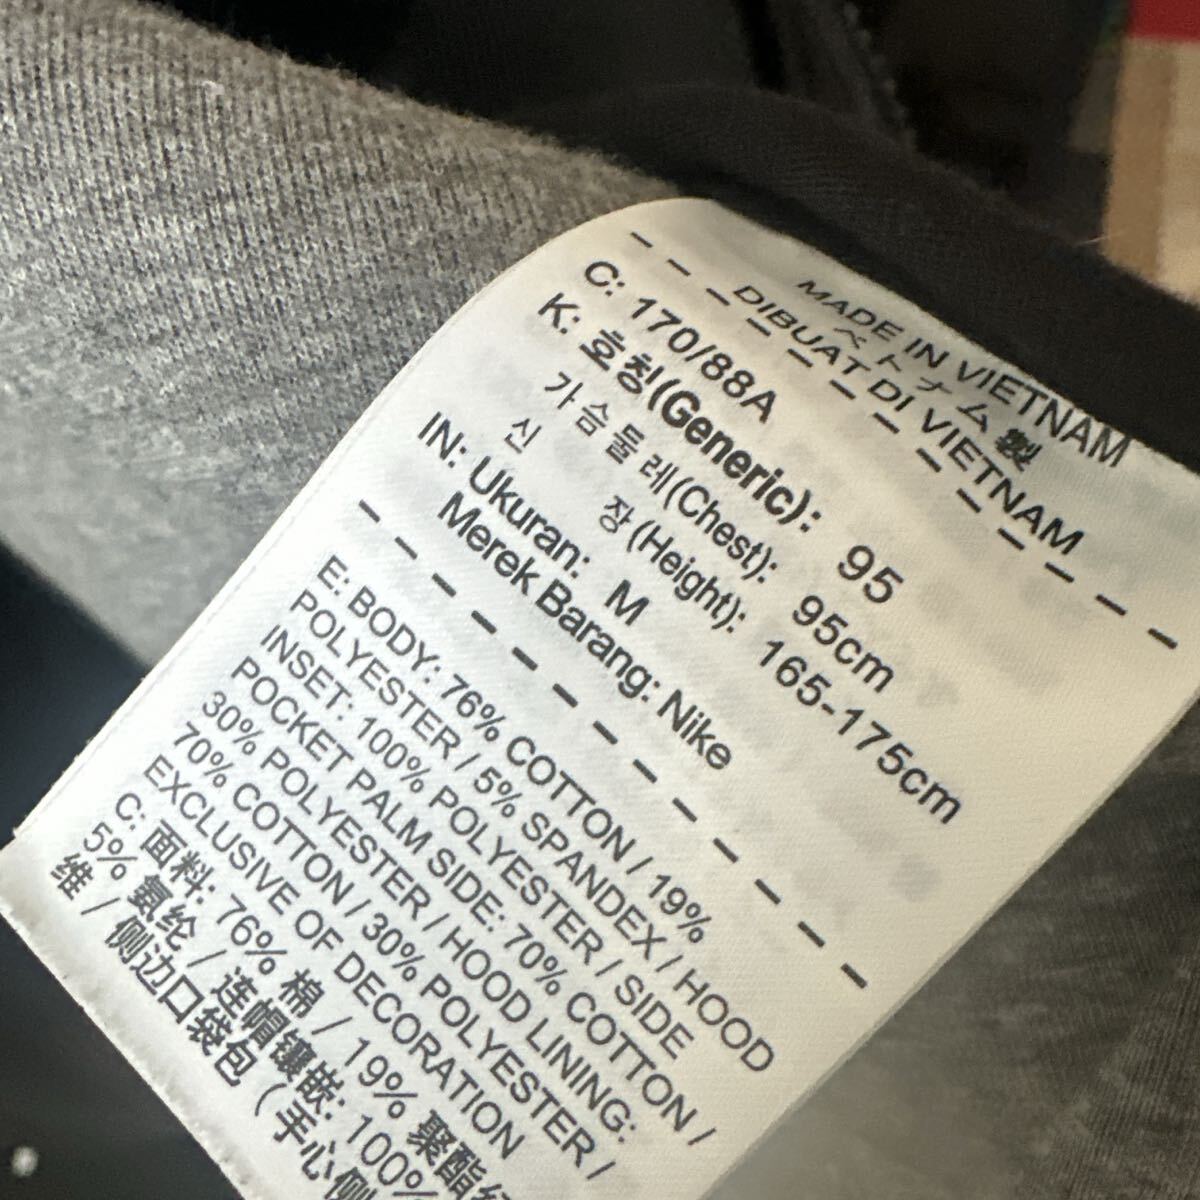 MADE IN VIETNAM
ベトナム製
DIBUAT DI VIETNAM
C: 170/88A
K: 호칭(Generic): 95
가슴둘레(Chest): 95cm
신 장(Height): 165-175cm
IN: Ukuran: M
Merek Barang: Nike
E: BODY: 76% COTTON / 19%
POLYESTER / 5% SPANDEX / HOOD
INSET: 100% POLYESTER / SIDE
POCKET PALM SIDE: 70% COTTON /
30% POLYESTER / HOOD LINING:
70% COTTON / 30% POLYESTER /
EXCLUSIVE OF DECORATION
C: 面料: 76% 棉 / 19% 聚酯纤
5% 氨纶 / 连帽镶嵌: 100%
维 / 侧边口袋包 (手心侧